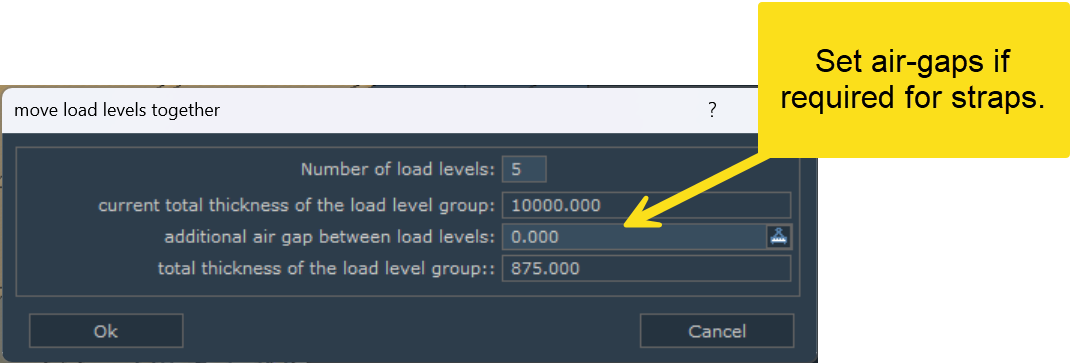 Set air-gaps if
required for straps.
move load levels together
?
Number of load levels: 5
current total thickness of the load level group: 10000.000
additional air gap between load levels: 0.000
total thickness of the load level group:: 875.000
Ok
Cancel